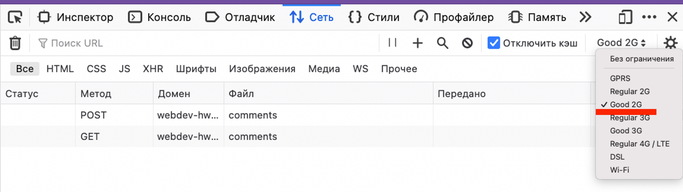 Инспектор Консоль Отладчик Сеть Стили Профайлер Память
Поиск URL Отключить кэш Good 2G
Все HTML CSS JS XHR Шрифты Изображения Медиа WS Прочее
Статус Метод Домен Файл Передано
POST webdev-hw... comments
GET webdev-hw... comments
Без ограничения
GPRS
Regular 2G
Good 2G
Regular 3G
Good 3G
Regular 4G / LTE
DSL
Wi-Fi